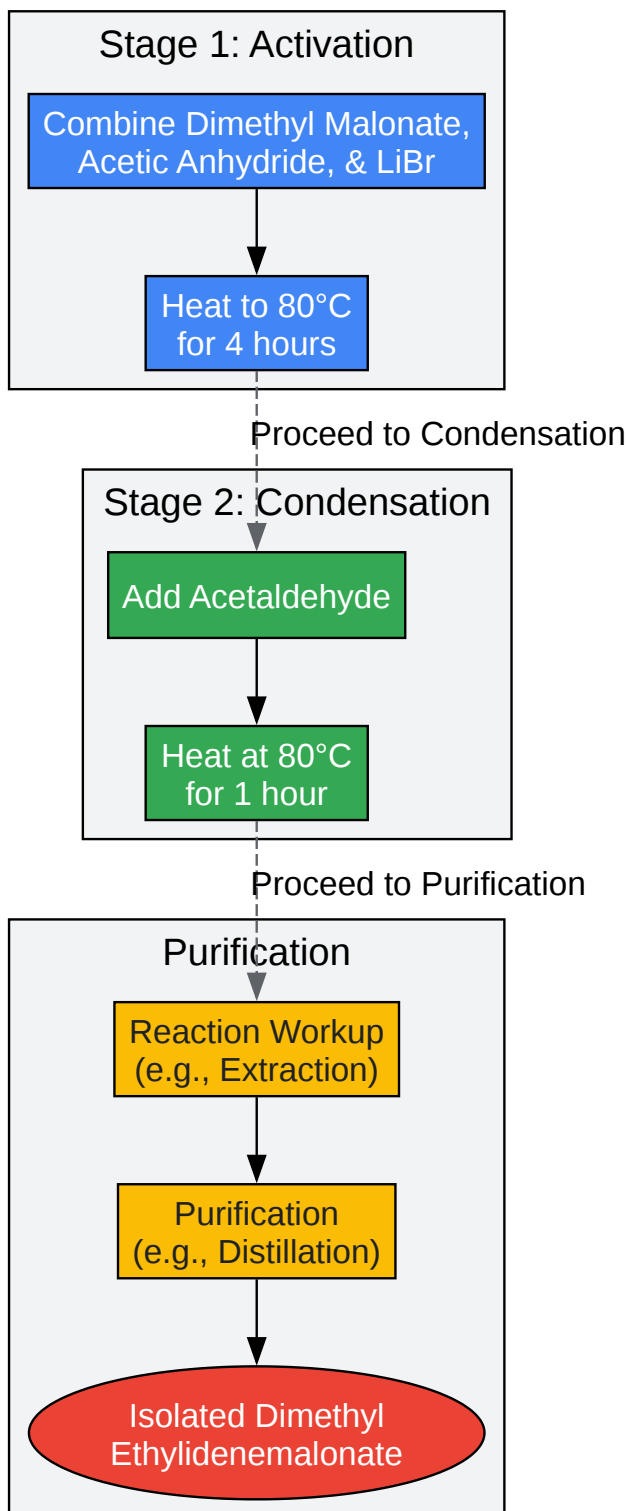 Stage 1: Activation
Combine Dimethyl Malonate,
Acetic Anhydride, & LiBr
Heat to 80°C
for 4 hours
Proceed to Condensation
Stage 2: Condensation
Add Acetaldehyde
Heat at 80°C
for 1 hour
Proceed to Purification
Purification
Reaction Workup
(e.g., Extraction)
Purification
(e.g., Distillation)
Isolated Dimethyl
Ethylidenemalonate